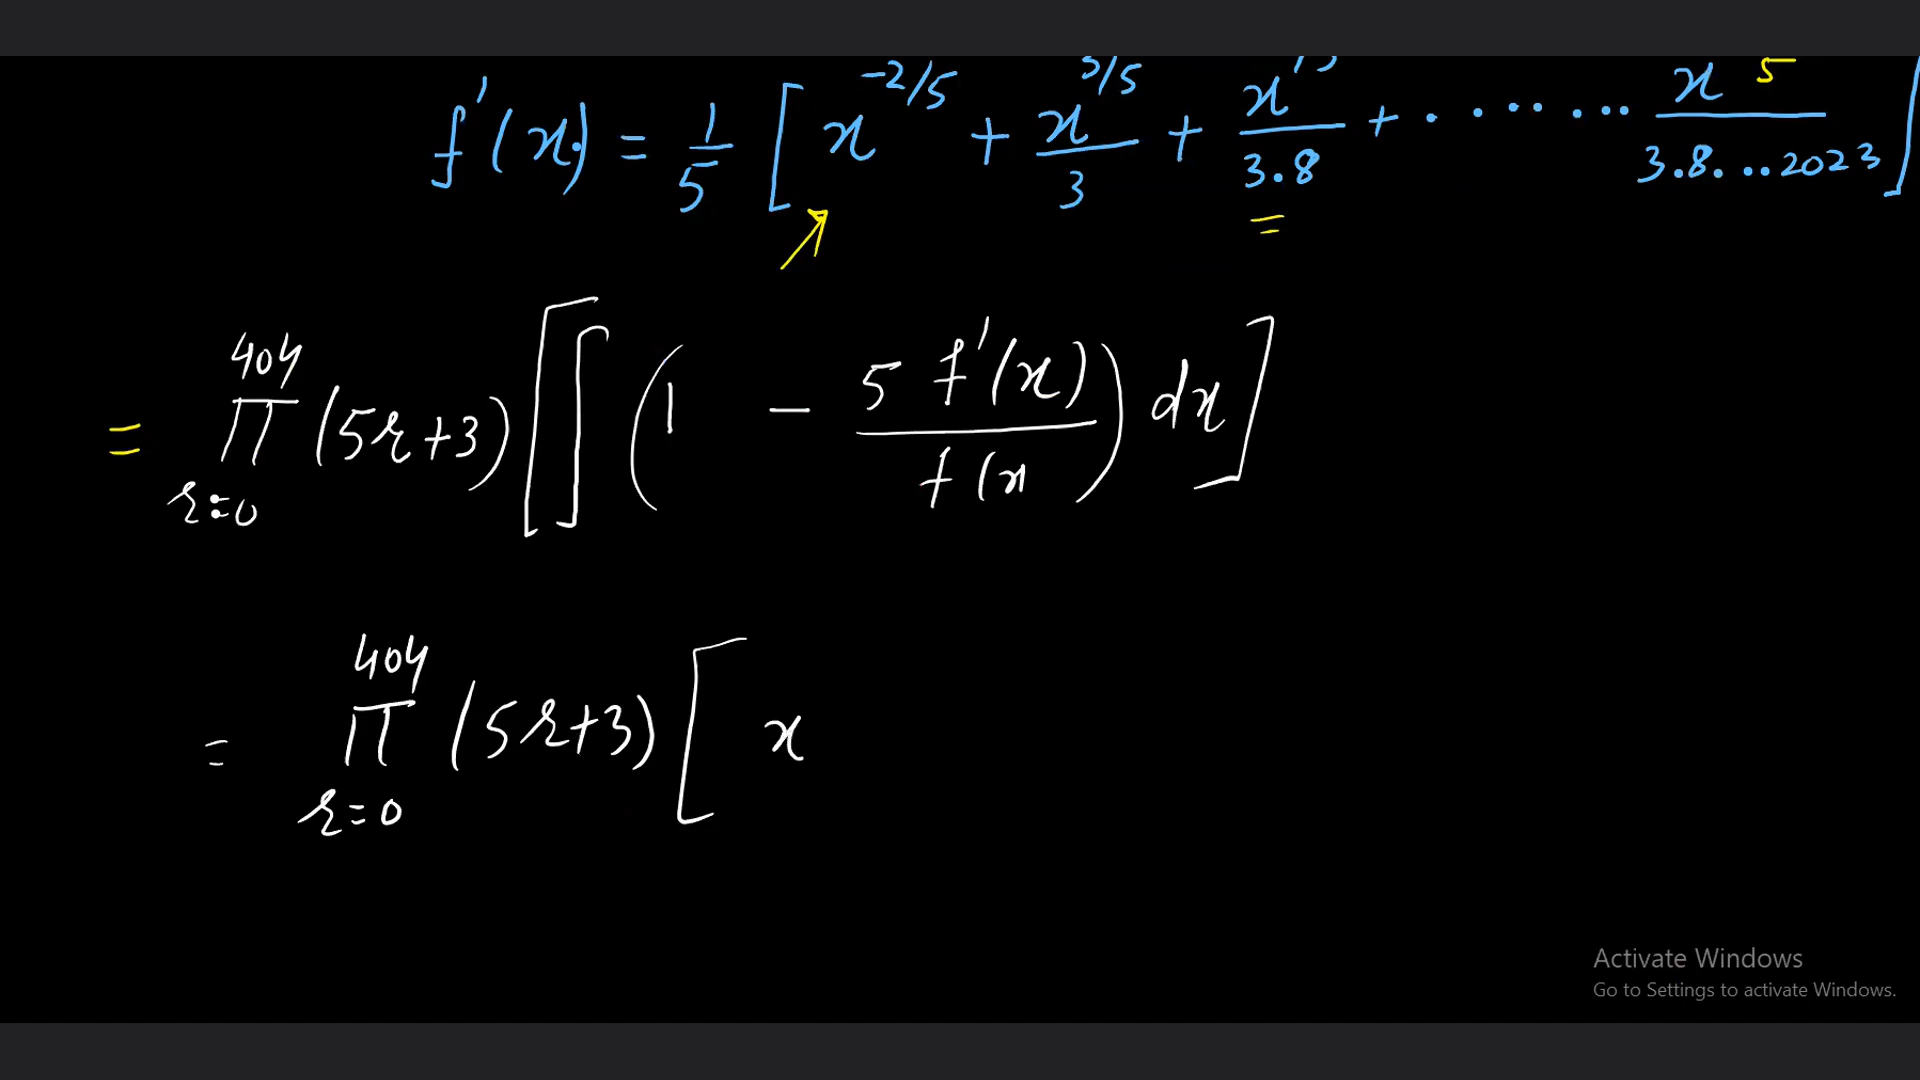 f'(x) = 1/5 [ x^-2/5 + x^3/5 / 3 + x / 3.8 + . . . . . . . . x 5 / 3.8. ..2023 ]
= 404 Π r=0 (5r+3) [ ∫ ( 1 - 5 f'(x) / f(x ) dx ]
= 404 Π r=0 (5r+3) [ x
Activate Windows
Go to Settings to activate Windows.